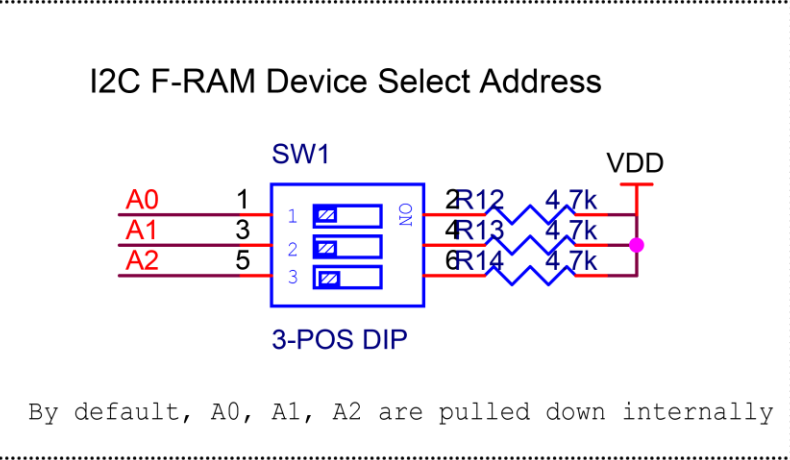 I2C F-RAM Device Select Address
SW1
VDD
A0 1 1 ON 2 R12 4.7k
A1 3 2 4 R13 4.7k
A2 5 3 6 R14 4.7k
3-POS DIP
By default, A0, A1, A2 are pulled down internally